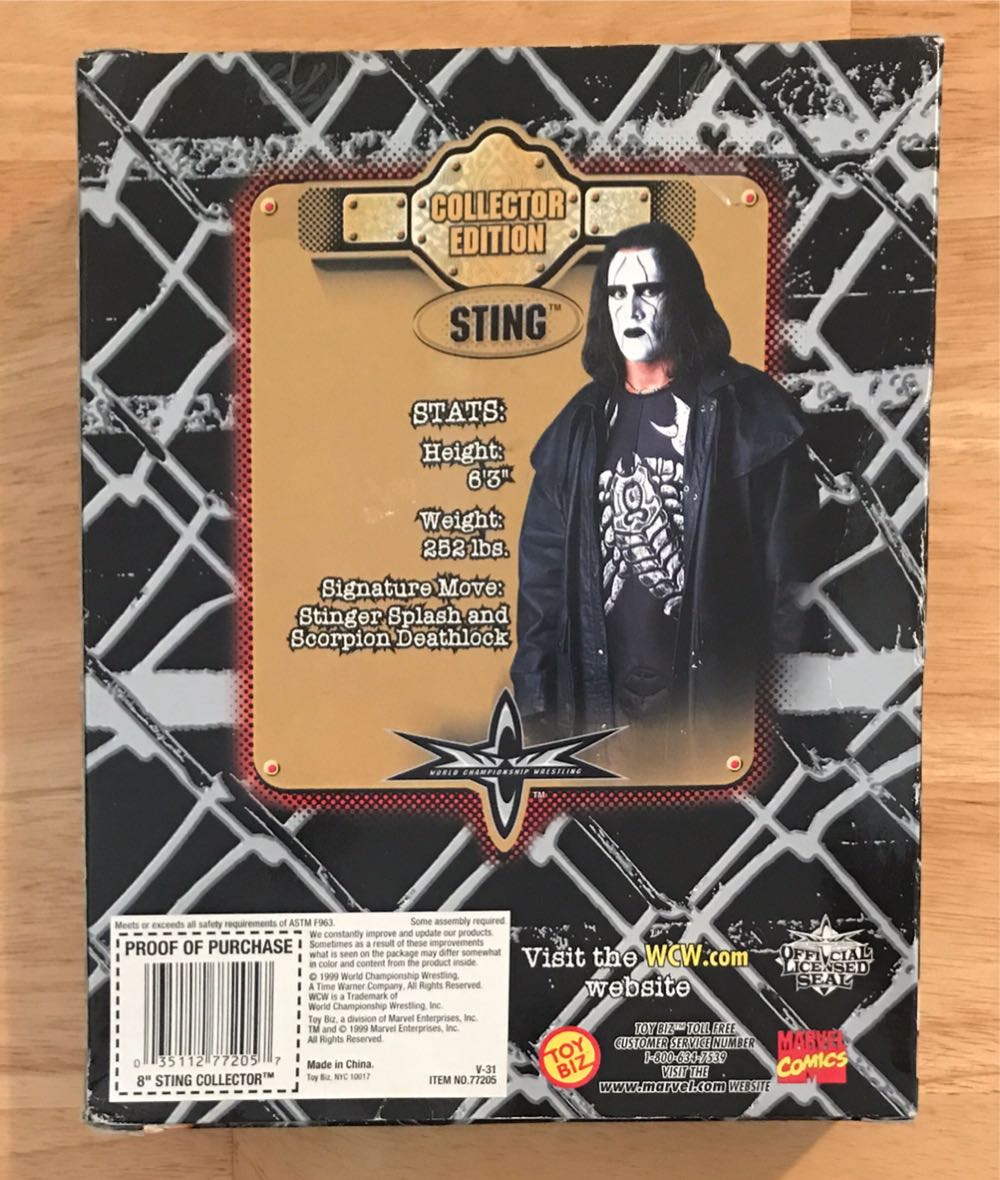 COLLECTOR
EDITION
STING™
STATS:
Height:
6'3"
Weight:
252 lbs.
Signature Move:
Stinger Splash and
Scorpion Deathlock
WORLD CHAMPIONSHIP WRESTLING
TM
Meets or exceeds all safety requirements of ASTM F963.
Some assembly required
PROOF OF PURCHASE
0 35112 77205 7
8" STING COLLECTOR™
We constantly improve and update our products.
Sometimes as a result of these improvements
what is seen on the package may differ somewhat
in color and content from the product inside.
© 1999 World Championship Wrestling,
A Time Warner Company, All Rights Reserved.
WCW is a Trademark of
World Championship Wrestling, Inc.
Toy Biz, a division of Marvel Enterprises, Inc.
TM and © 1999 Marvel Enterprises, Inc.
All Rights Reserved.
Made in China.
Toy Biz, NYC 10017
V-31
ITEM NO.77205
Visit the WCW.com
website
OFFICIAL
LICENSED
SEAL
TOY
BIZ
TOY BIZ™ TOLL FREE
CUSTOMER SERVICE NUMBER
1-800-634-7539
VISIT THE
www.marvel.com WEBSITE
MARVEL
COMICS